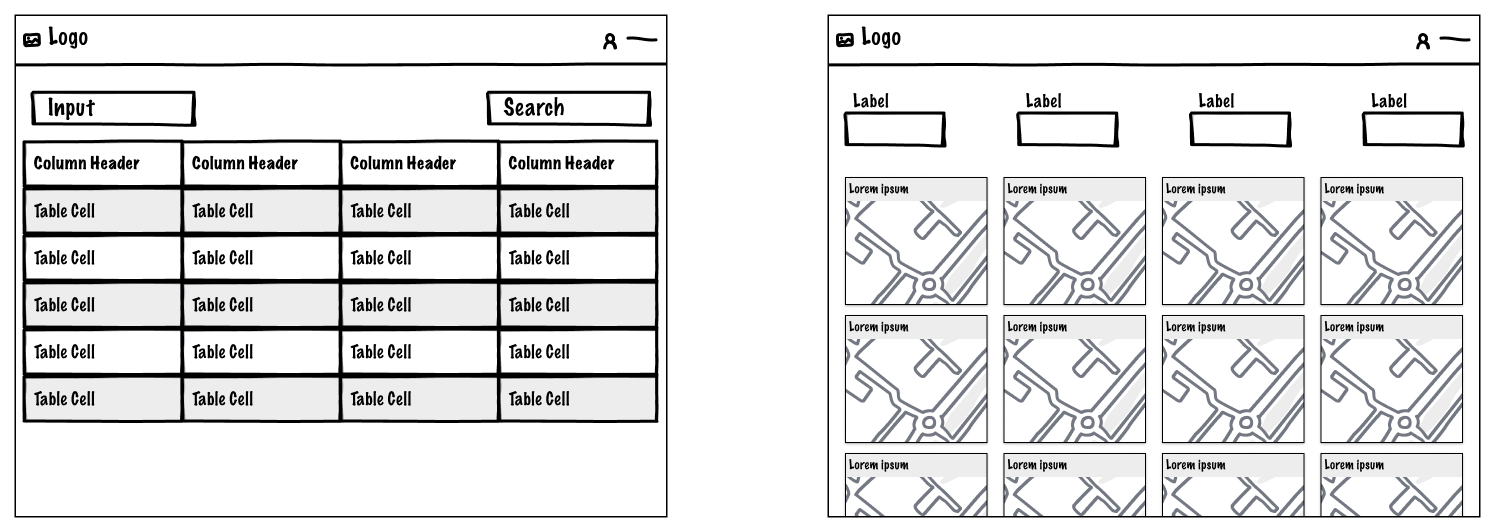 Logo
Input Search
Column Header Column Header Column Header Column Header
Table Cell Table Cell Table Cell Table Cell
Table Cell Table Cell Table Cell Table Cell
Table Cell Table Cell Table Cell Table Cell
Table Cell Table Cell Table Cell Table Cell
Table Cell Table Cell Table Cell Table Cell
Logo
Label Label Label Label
Lorem ipsum Lorem ipsum Lorem ipsum Lorem ipsum
Lorem ipsum Lorem ipsum Lorem ipsum Lorem ipsum
Lorem ipsum Lorem ipsum Lorem ipsum Lorem ipsum